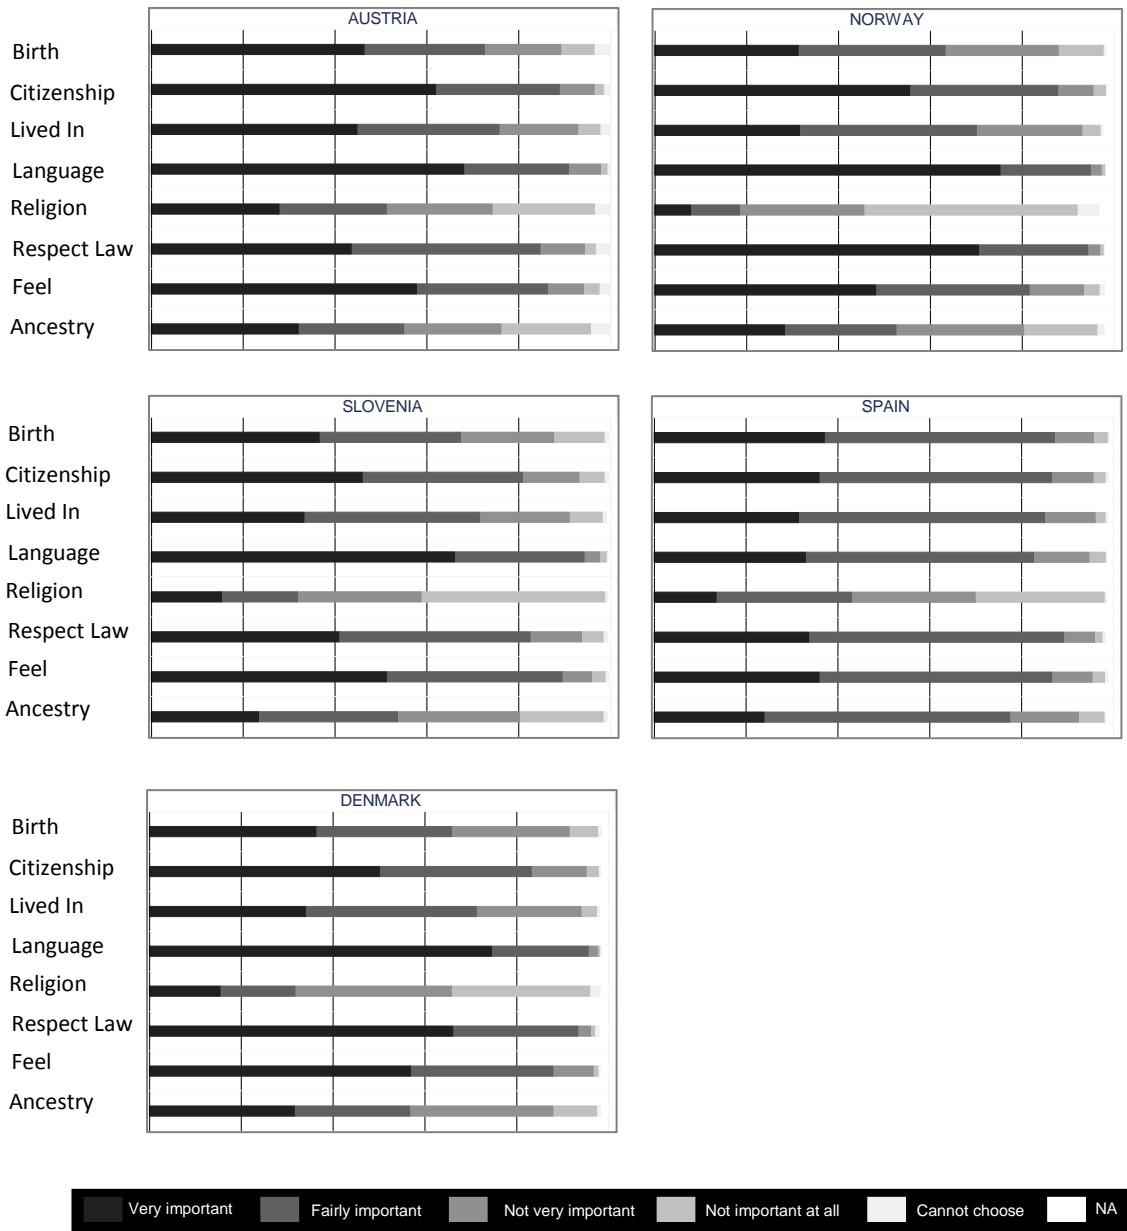 AUSTRIA
NORWAY
Birth
Citizenship
Lived In
Language
Religion
Respect Law
Feel
Ancestry
SLOVENIA
SPAIN
Birth
Citizenship
Lived In
Language
Religion
Respect Law
Feel
Ancestry
DENMARK
Birth
Citizenship
Lived In
Language
Religion
Respect Law
Feel
Ancestry
Very important Fairly important Not very important Not important at all Cannot choose NA